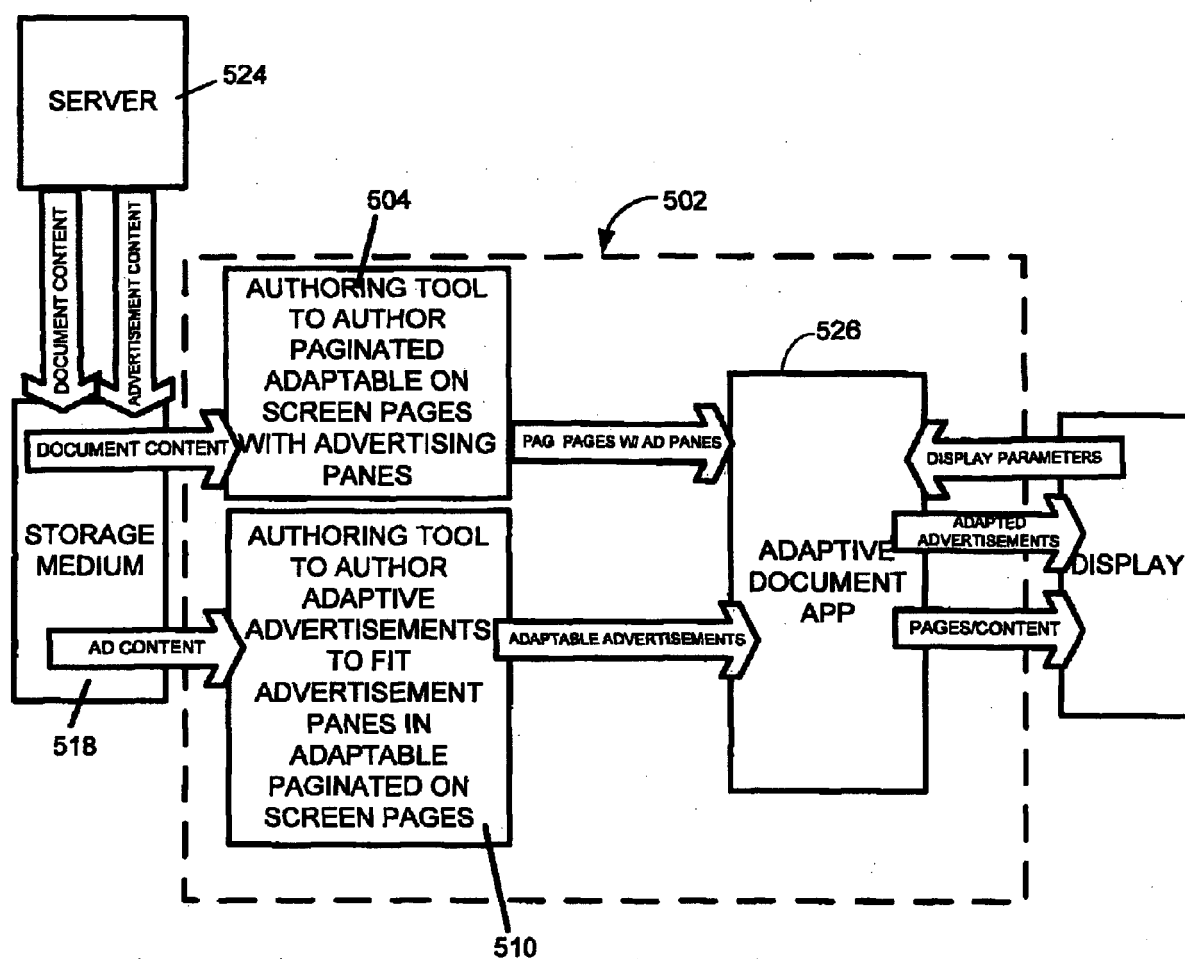 SERVER
524
DOCUMENT CONTENT
ADVERTISEMENT CONTENT
504
502
AUTHORING TOOL
TO AUTHOR
PAGINATED
ADAPTABLE ON
SCREEN PAGES
WITH ADVERTISING
PANES
526
DOCUMENT CONTENT
PAG PAGES W/ AD PANES
DISPLAY PARAMETERS
STORAGE
MEDIUM
AUTHORING TOOL
TO AUTHOR
ADAPTIVE
ADVERTISEMENTS
TO FIT
ADVERTISEMENT
PANES IN
ADAPTABLE
PAGINATED ON
SCREEN PAGES
ADAPTIVE
DOCUMENT
APP
ADAPTED
ADVERTISEMENTS
DISPLAY
AD CONTENT
ADAPTABLE ADVERTISEMENTS
PAGES/CONTENT
518
510